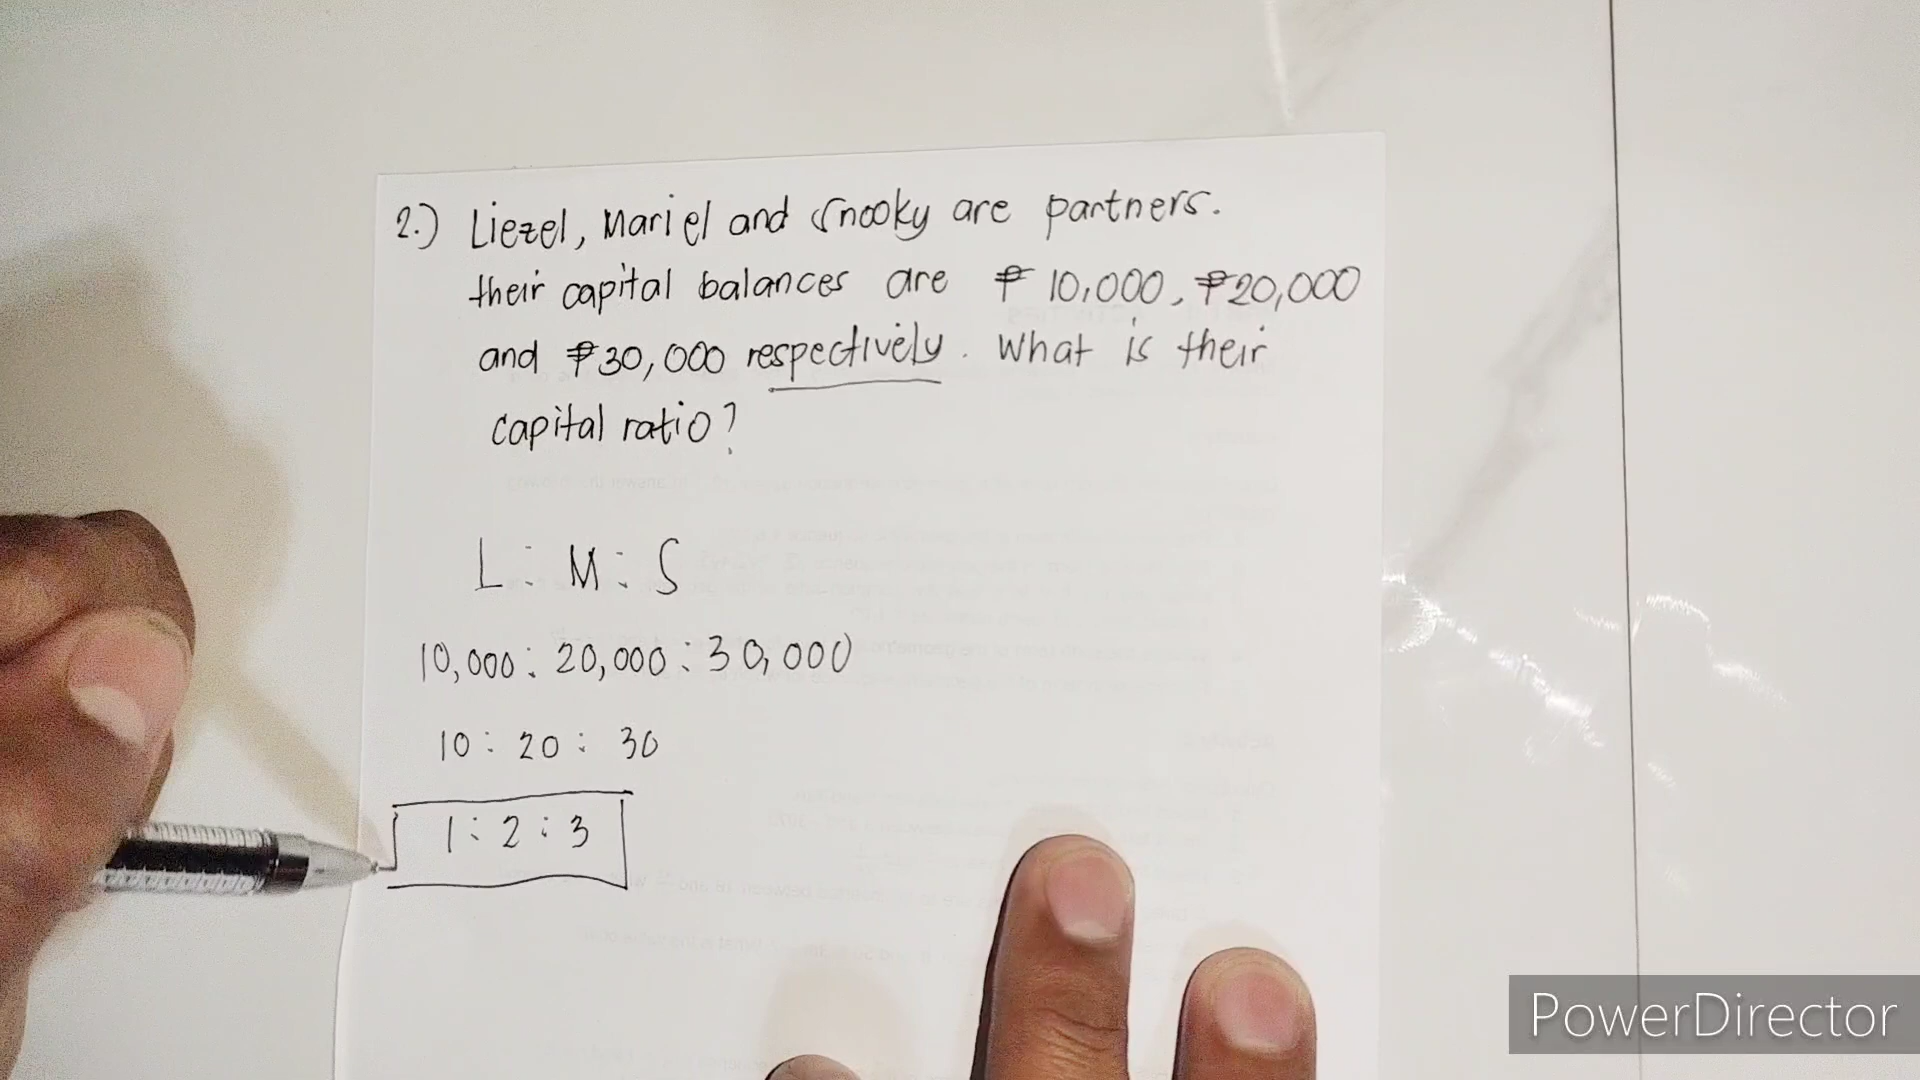 2.) Liezel, Mariel and Snooky are partners.
their capital balances are ₱ 10,000, ₱20,000
and ₱30,000 respectively. What is their
capital ratio?
L : M : S
10,000 : 20,000 : 30,000
10 : 20 : 30
1 : 2 : 3
PowerDirector